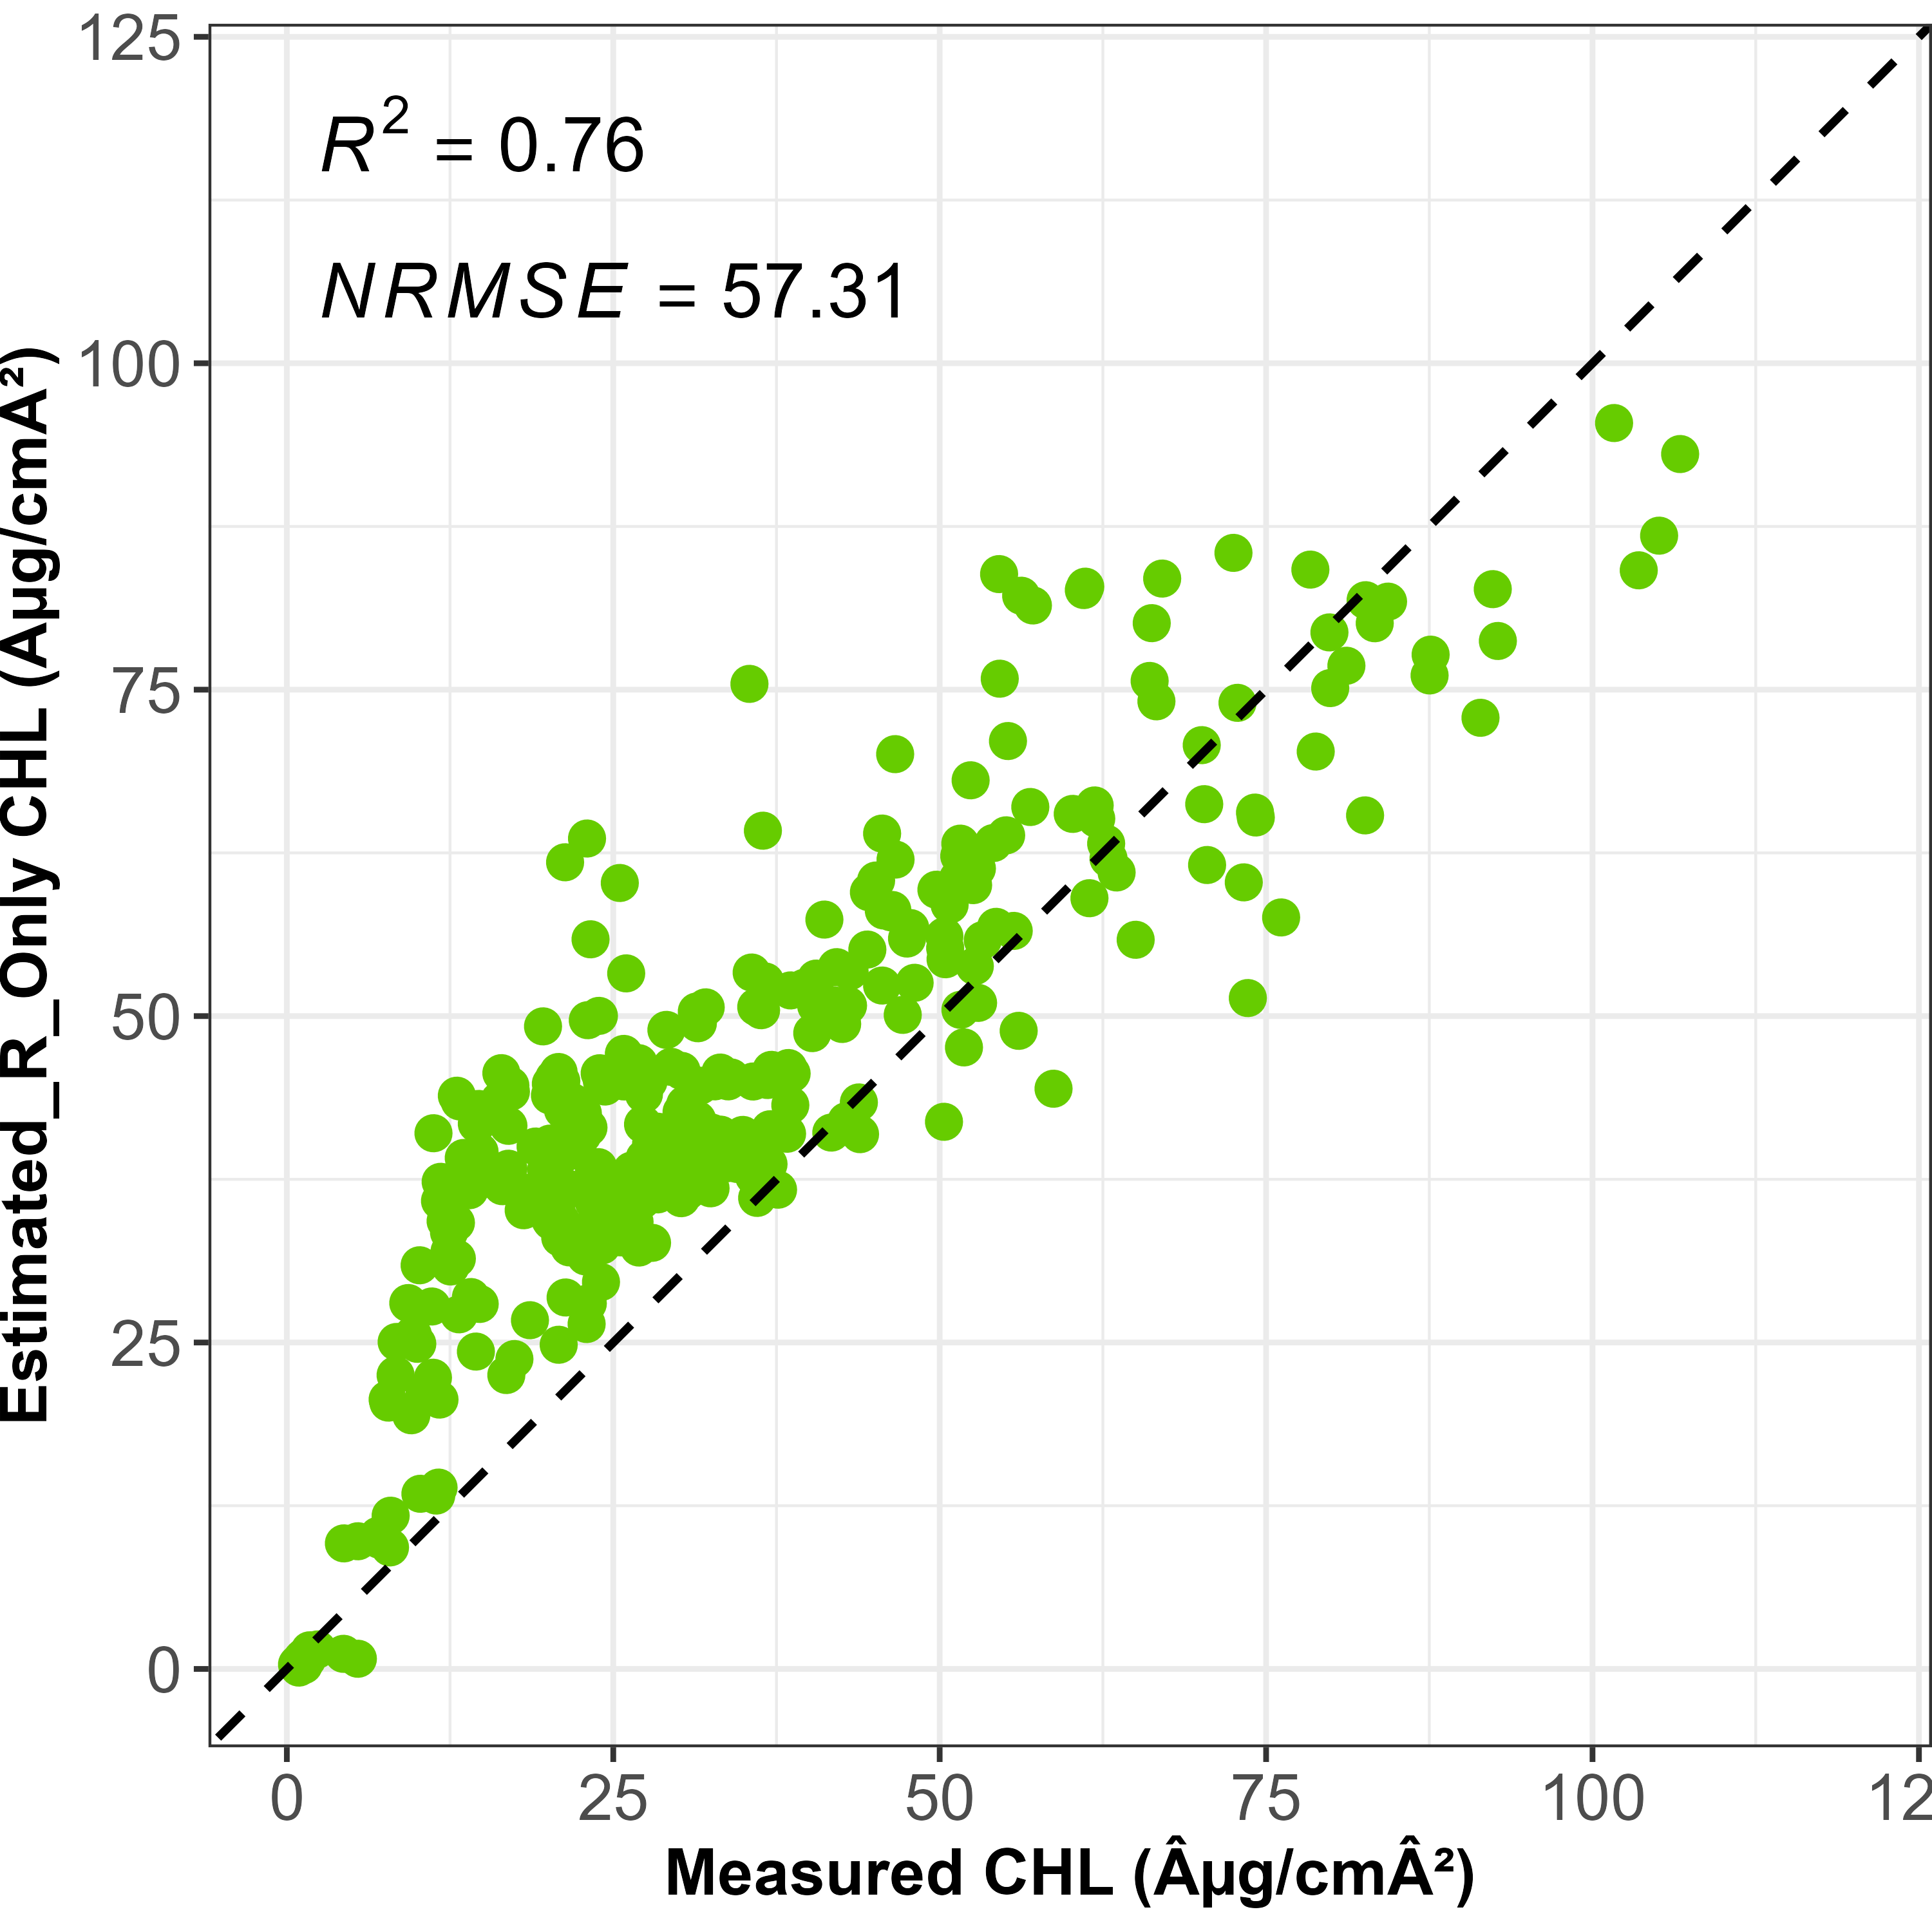 R² = 0.76
NRMSE = 57.31
Estimated_R_Only CHL (Âµg/cmÂ²)
125
100
75
50
25
0
0 25 50 75 100 12
Measured CHL (Âµg/cmÂ²)